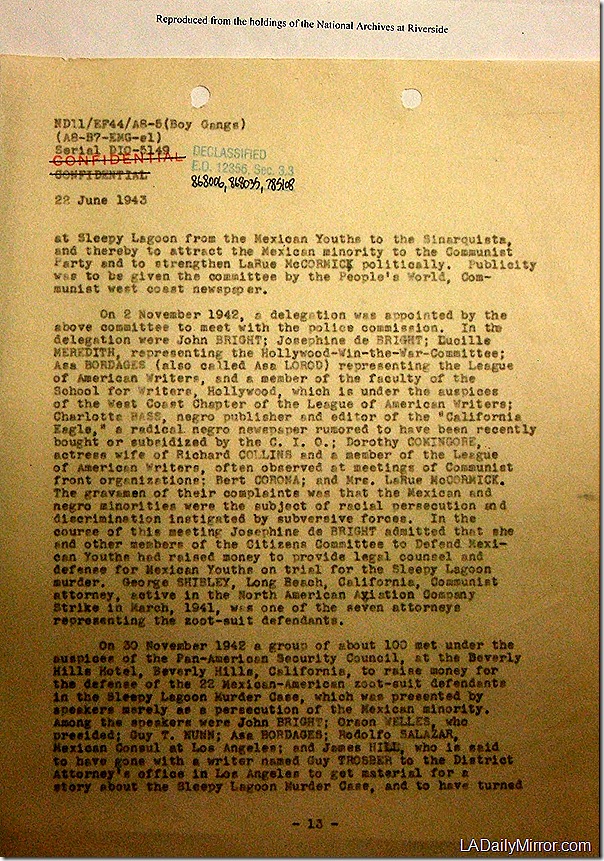 Reproduced from the holdings of the National Archives at Riverside
ND11/EF44/A8-5(Boy Gangs)
(A8-B7-EMG-el)
Serial DIO-5149
CONFIDENTIAL
CONFIDENTIAL
DECLASSIFIED
E.O. 12356, Sec. 3.3
868006, 868035, 785108
22 June 1943
at Sleepy Lagoon from the Mexican Youths to the Sinarquista,
and thereby to attract the Mexican minority to the Communist
Party and to strengthen LaRue McCORMICK politically. Publicity
was to be given the committee by the People's World, Com-
munist west coast newspaper.
On 2 November 1942, a delegation was appointed by the
above committee to meet with the police commission. In the
delegation were John BRIGHT; Josephine de BRIGHT; Lucille
MEREDITH, representing the Hollywood-Win-the-War-Committee;
Asa BORDAGES (also called Asa LOROD) representing the League
of American Writers, and a member of the faculty of the
School for Writers, Hollywood, which is under the auspices
of the West Coast Chapter of the League of American Writers;
Charlotte BASS, negro publisher and editor of the "California
Eagle," a radical negro newspaper rumored to have been recently
bought or subsidized by the C. I. O.; Dorothy COMINGORE,
actress wife of Richard COLLINS and a member of the League
of American Writers, often observed at meetings of Communist
front organizations; Bert CORONA; and Mrs. LaRue McCORMICK.
The gravamen of their complaints was that the Mexican and
negro minorities were the subject of racial persecution and
discrimination instigated by subversive forces. In the
course of this meeting Josephine de BRIGHT admitted that she
and other members of the Citizens Committee to Defend Mexi-
can Youths had raised money to provide legal counsel and
defense for Mexican Youths on trial for the Sleepy Lagoon
murder. George SHIBLEY, Long Beach, California, Communist
attorney, active in the North American Aviation Company
Strike in March, 1941, was one of the seven attorneys
representing the zoot-suit defendants.
On 30 November 1942 a group of about 100 met under the
auspices of the Pan-American Security Council, at the Beverly
Hills Hotel, Beverly Hills, California, to raise money for
the defense of the 22 Mexican-American zoot-suit defendants
in the Sleepy Lagoon Murder Case, which was presented by
speakers merely as a persecution of the Mexican minority.
Among the speakers were John BRIGHT; Orson WELLES, who
presided; Guy T. NUNN; Asa BORDAGES; Rodolfo SALAZAR,
Mexican Consul at Los Angeles; and James HILL, who is said
to have gone with a writer named Guy TROSBER to the District
Attorney's office in Los Angeles to get material for a
story about the Sleepy Lagoon Murder Case, and to have turned
- 13 -
LADailyMirror.com